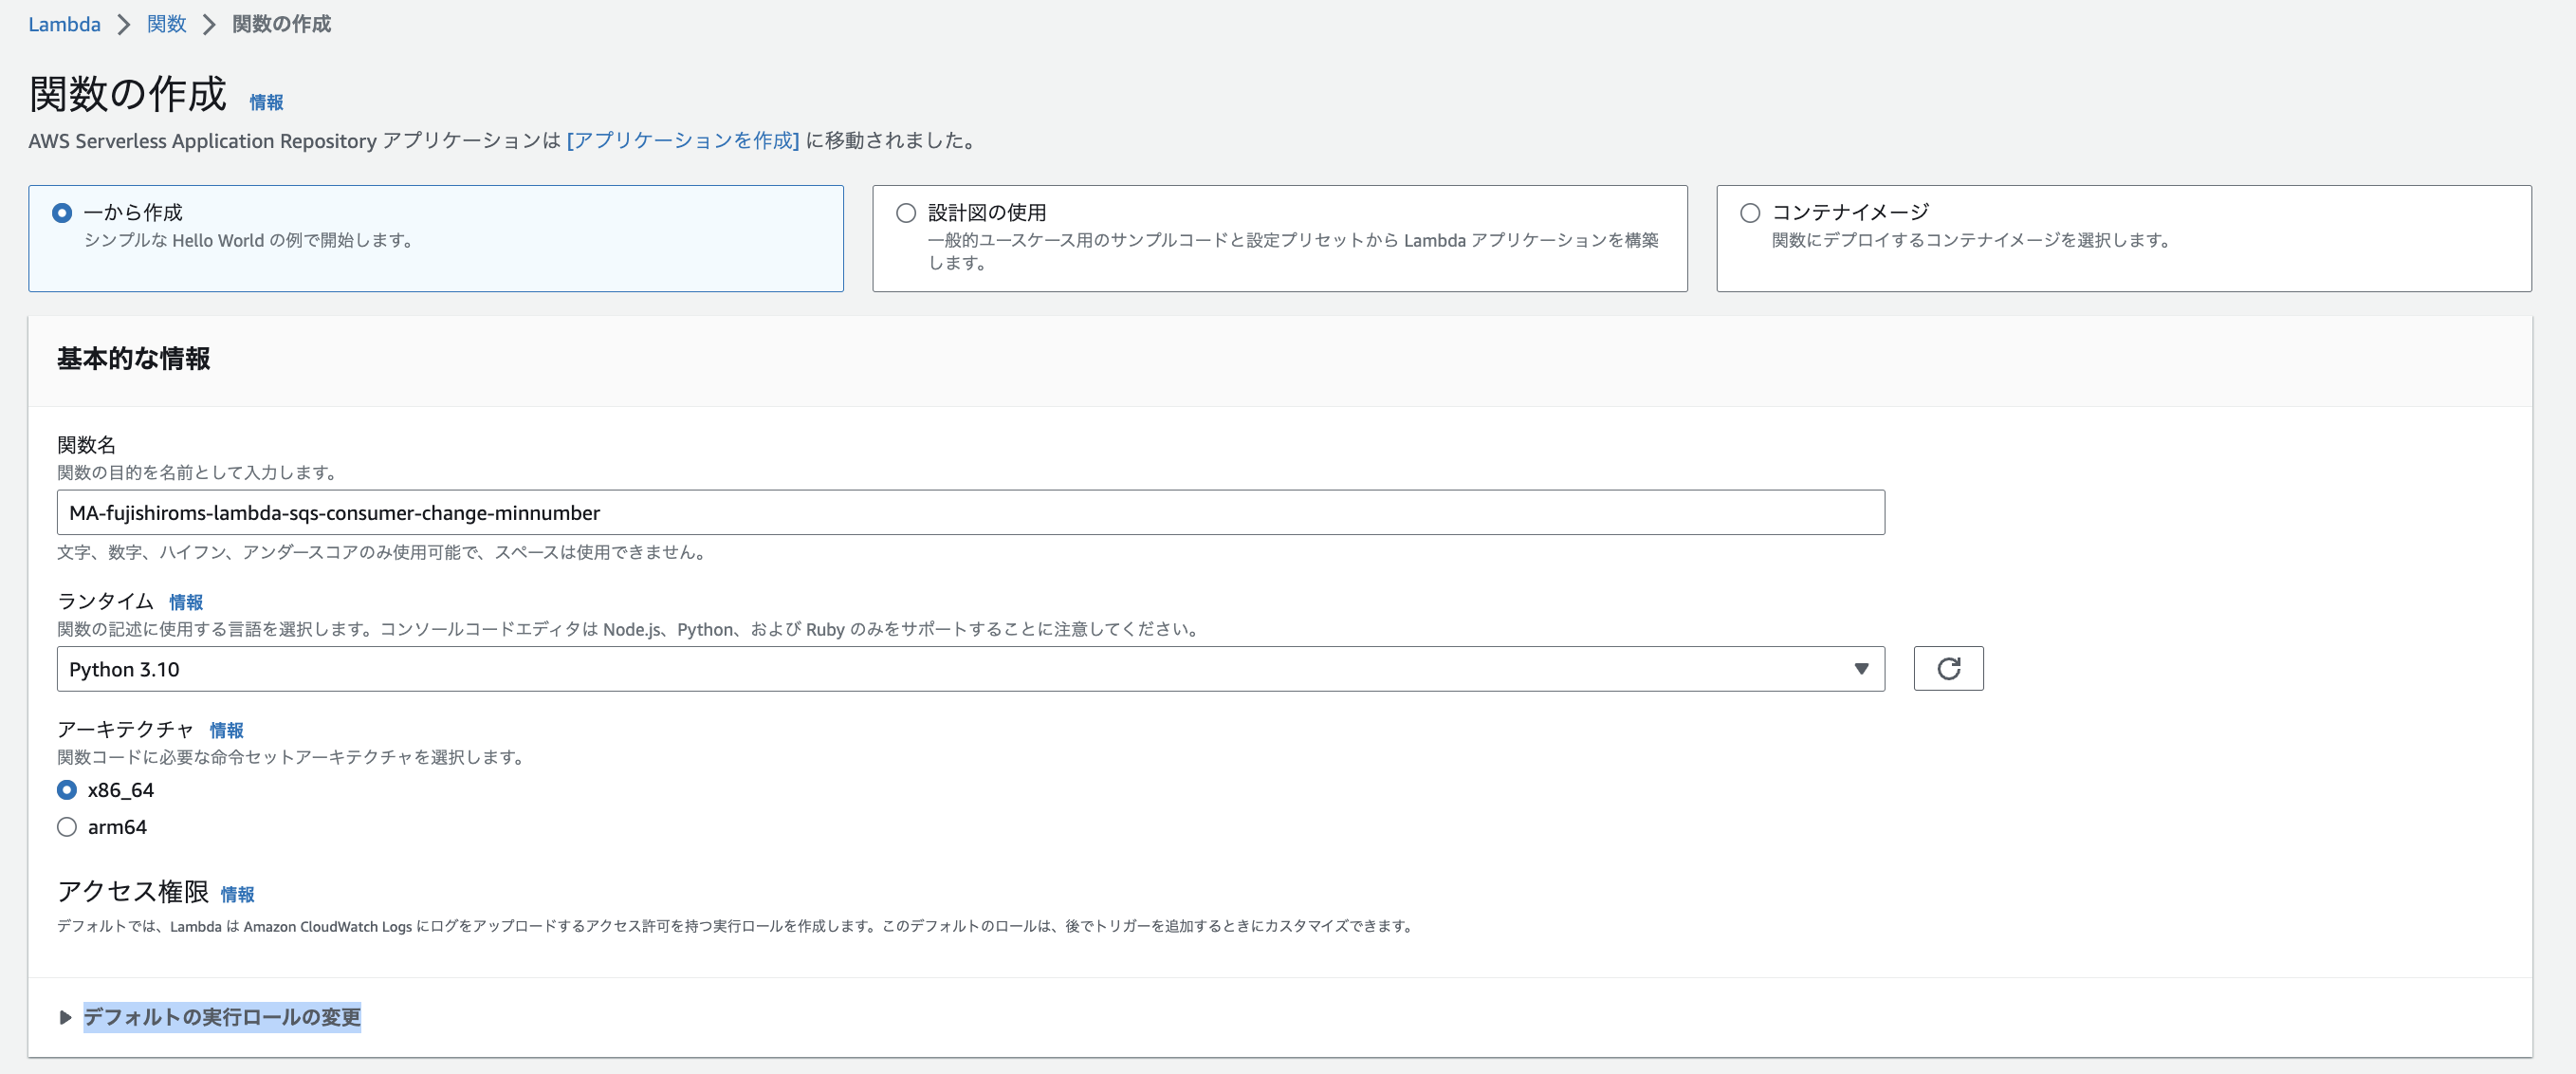 Lambda > 関数 > 関数の作成
関数の作成 情報
AWS Serverless Application Repository アプリケーションは [アプリケーションを作成] に移動されました。
一から作成
シンプルな Hello World の例で開始します。
設計図の使用
一般的ユースケース用のサンプルコードと設定プリセットから Lambda アプリケーションを構築
します。
コンテナイメージ
関数にデプロイするコンテナイメージを選択します。
基本的な情報
関数名
関数の目的を名前として入力します。
MA-fujishiroms-lambda-sqs-consumer-change-minnumber
文字、数字、ハイフン、アンダースコアのみ使用可能で、スペースは使用できません。
ランタイム 情報
関数の記述に使用する言語を選択します。コンソールコードエディタは Node.js、Python、および Ruby のみをサポートすることに注意してください。
Python 3.10
アーキテクチャ 情報
関数コードに必要な命令セットアーキテクチャを選択します。
x86_64
arm64
アクセス権限 情報
デフォルトでは、Lambda は Amazon CloudWatch Logs にログをアップロードするアクセス許可を持つ実行ロールを作成します。このデフォルトのロールは、後でトリガーを追加するときにカスタマイズできます。
デフォルトの実行ロールの変更